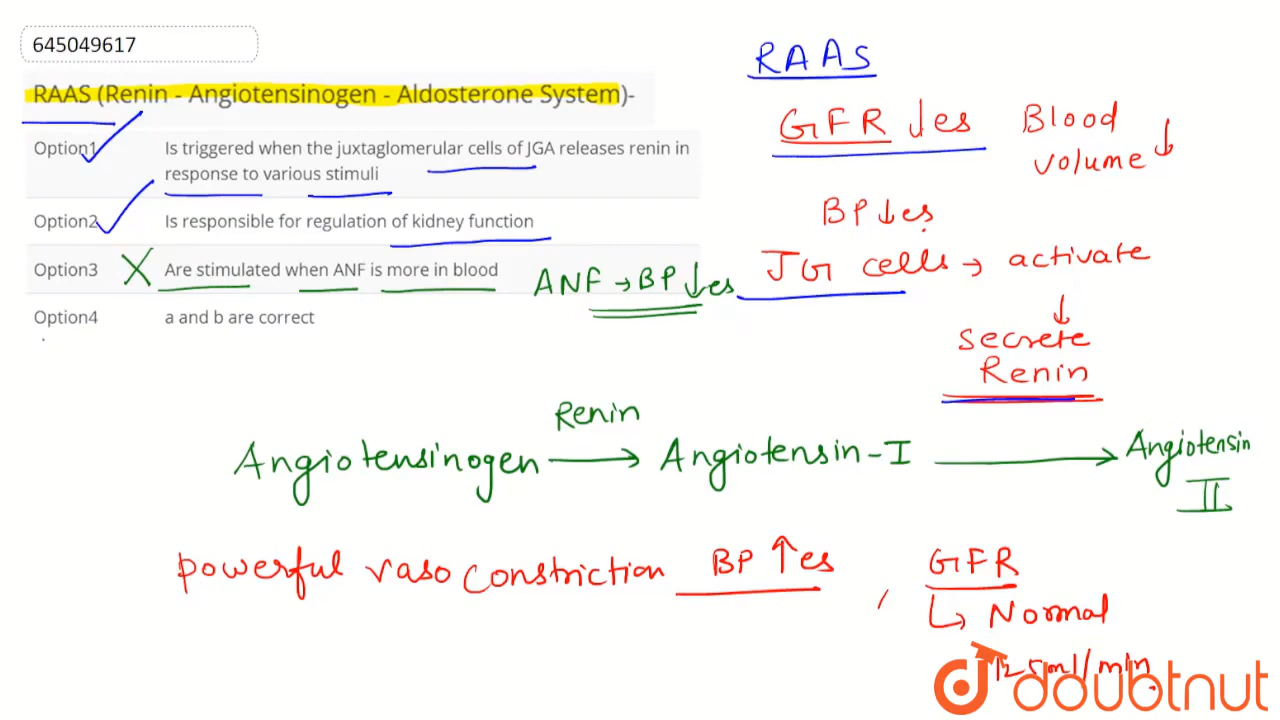 645049617
RAAS (Renin - Angiotensinogen - Aldosterone System)-
Option1 Is triggered when the juxtaglomerular cells of JGA releases renin in
response to various stimuli
Option2 Is responsible for regulation of kidney function
Option3 Are stimulated when ANF is more in blood
Option4 a and b are correct
ANF → BP ↓es
RAAS
GFR ↓es Blood
volume ↓
BP ↓es
JG cells → activate
↓
secrete
Renin
Renin
Angiotensinogen → Angiotensin-I → Angiotensin
II
powerful vaso constriction BP ↑es , GFR
↳ Normal
125ml/min
doubtnut